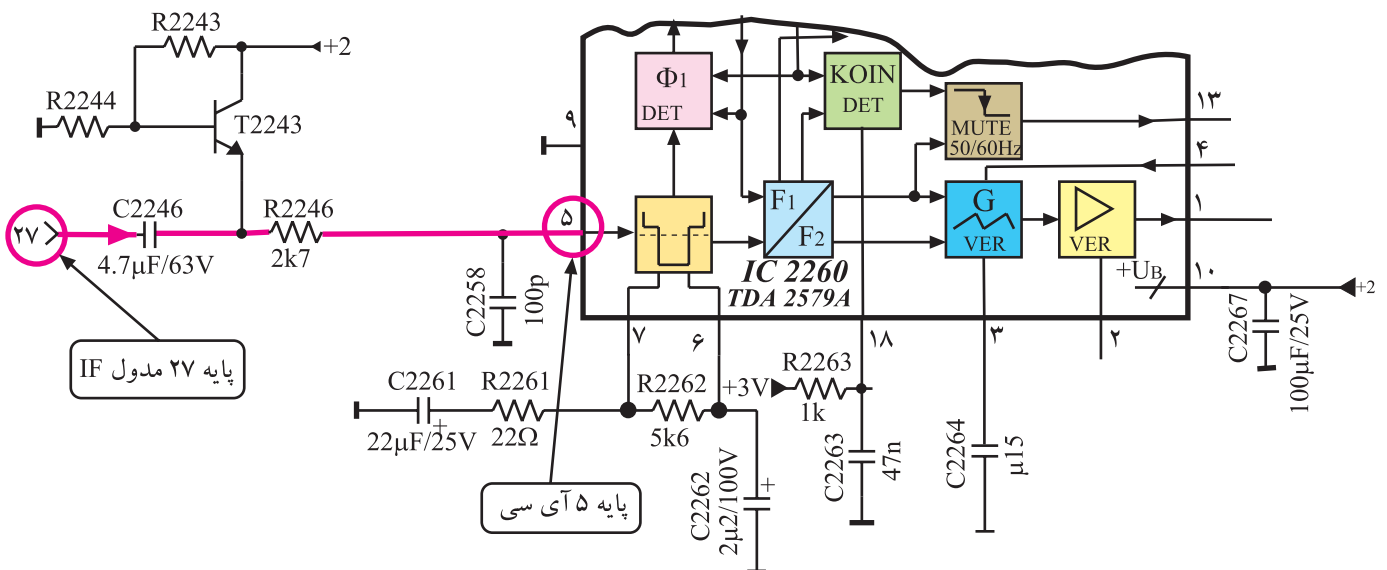 R2243
+2
R2244
T2243
۲۷
C2246
4.7µF/63V
R2246
2k7
C2258
100p
پایه ۲۷ مدول IF
۵
۹
Φ1
DET
KOIN
DET
MUTE
50/60Hz
۱۳
۴
F1
F2
G
VER
VER
۱
IC 2260
TDA 2579A
+UB
۱۰
+2
C2267
100µF/25V
۷
۶
۱۸
۳
۲
C2261
22µF/25V
+
R2261
22Ω
R2262
5k6
+3V
R2263
1k
C2262
2µ2/100V
+
C2263
47n
C2264
µ15
پایه ۵ آی سی